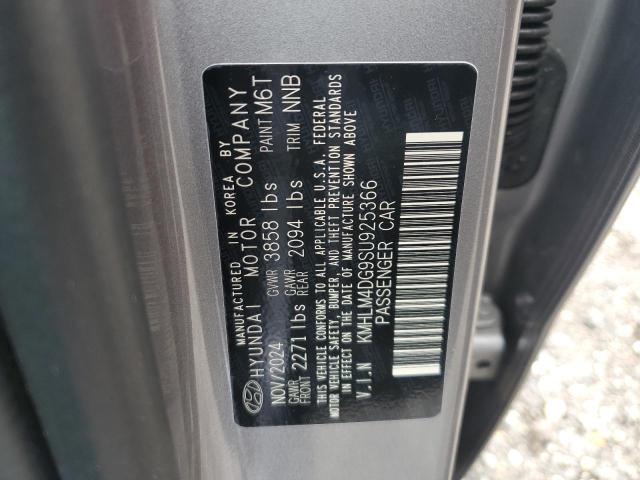 MANUFACTURED IN KOREA BY
HYUNDAI MOTOR COMPANY
NOV/2024 GVWR 3858 lbs PAINT M6T
GAWR FRONT 2271 lbs GAWR REAR 2094 lbs TRIM NNB
THIS VEHICLE CONFORMS TO ALL APPLICABLE U.S.A. FEDERAL
MOTOR VEHICLE SAFETY, BUMPER, AND THEFT PREVENTION STANDARDS
IN EFFECT ON THE DATE OF MANUFACTURE SHOWN ABOVE
V.I.N KMHLM4DG9SU925366
PASSENGER CAR